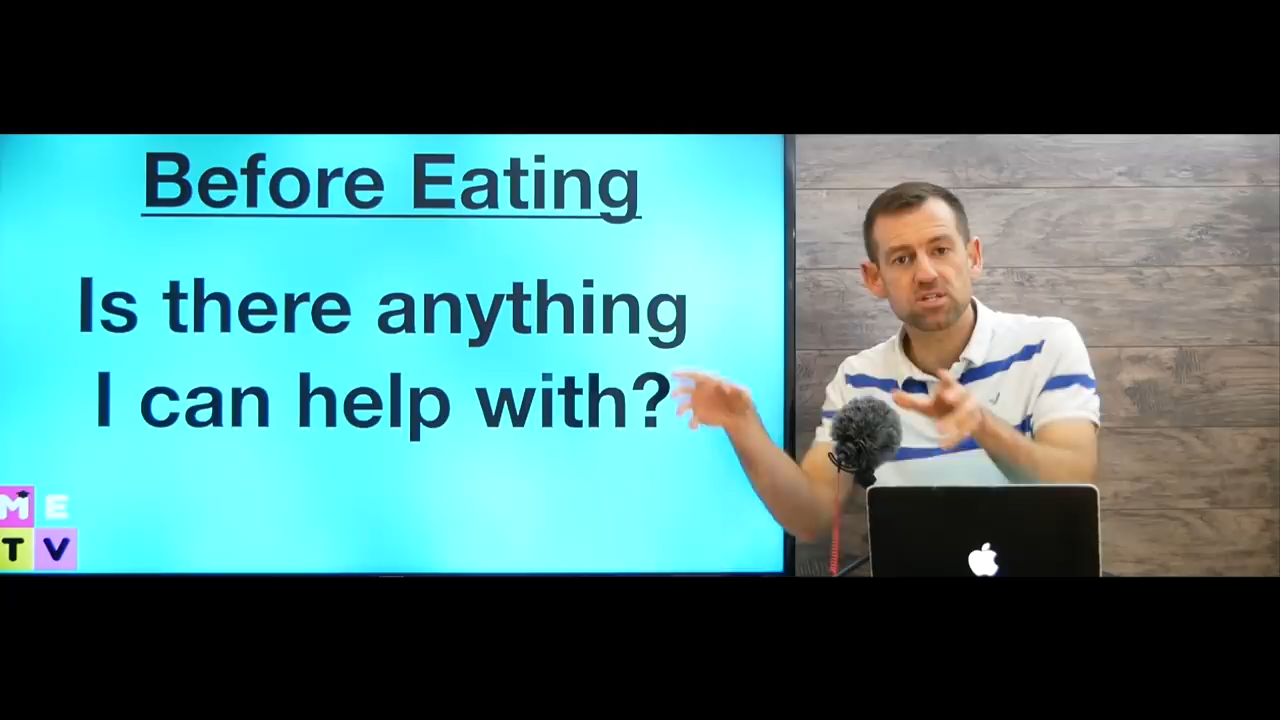 Before Eating
Is there anything
I can help with?
M E
T V